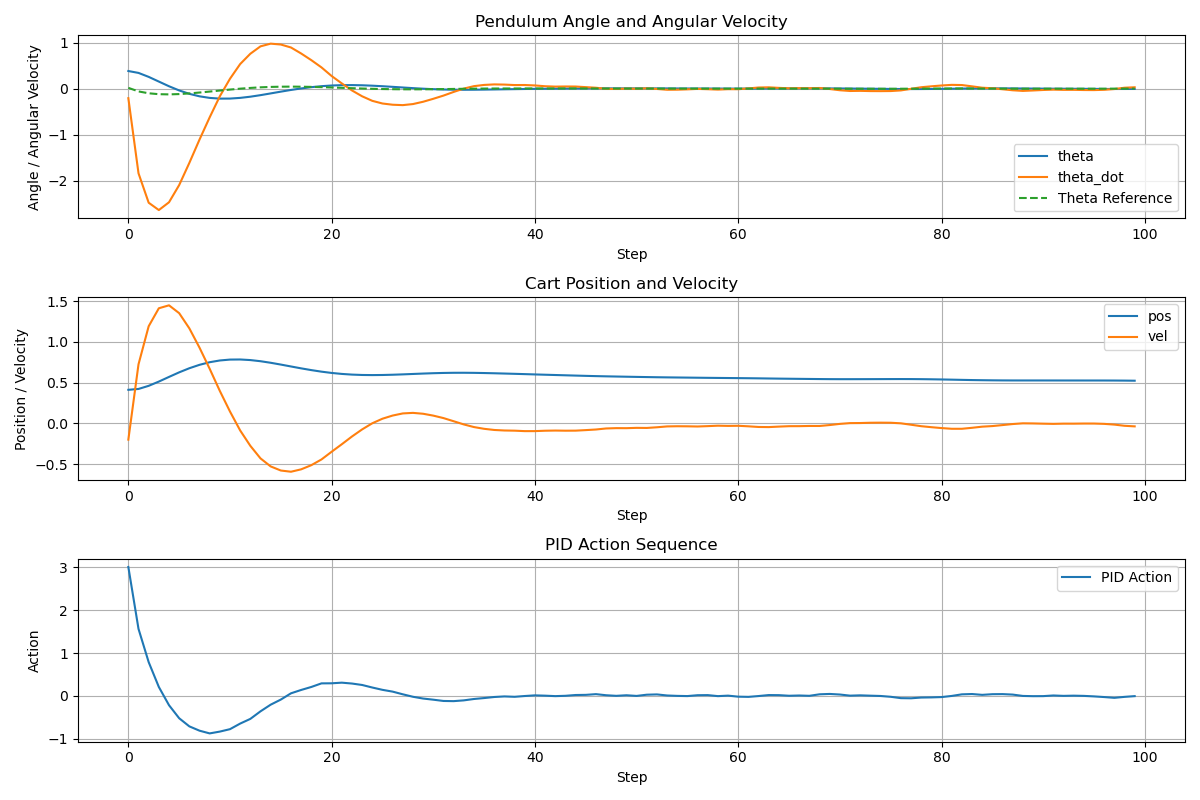 Pendulum Angle and Angular Velocity
Angle / Angular Velocity
1
0
−1
−2
theta
theta_dot
Theta Reference
0 20 40 60 80 100
Step
Cart Position and Velocity
Position / Velocity
1.5
1.0
0.5
0.0
−0.5
pos
vel
0 20 40 60 80 100
Step
PID Action Sequence
Action
3
2
1
0
−1
PID Action
0 20 40 60 80 100
Step